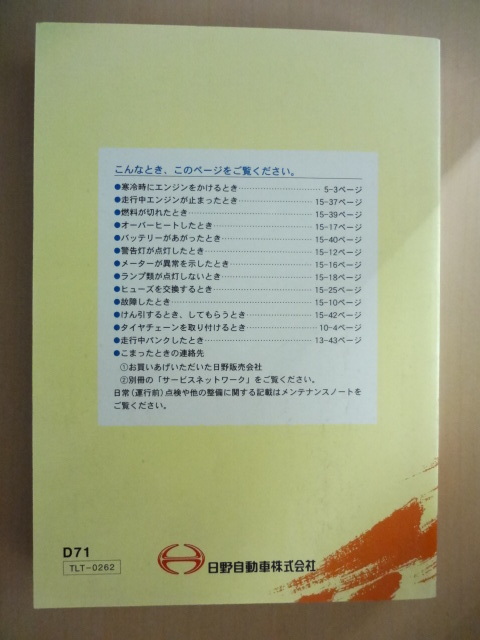 こんなとき、このページをご覧ください。
●寒冷時にエンジンをかけるとき………5-3ページ
●走行中エンジンが止まったとき………15-37ページ
●燃料が切れたとき………15-39ページ
●オーバーヒートしたとき………15-17ページ
●バッテリーがあがったとき………15-40ページ
●警告灯が点灯したとき………15-12ページ
●メーターが異常を示したとき………15-16ページ
●ランプ類が点灯しないとき………15-18ページ
●ヒューズを交換するとき………15-25ページ
●故障したとき………15-10ページ
●けん引するとき、してもらうとき………15-42ページ
●タイヤチェーンを取り付けるとき………10-4ページ
●走行中パンクしたとき………13-43ページ
●こまったときの連絡先
①お買いあげいただいた日野販売会社
②別冊の「サービスネットワーク」をご覧ください。
日常(運行前)点検や他の整備に関する記載はメンテナンスノートを
ご覧ください。
D71
TLT-0262
日野自動車株式会社